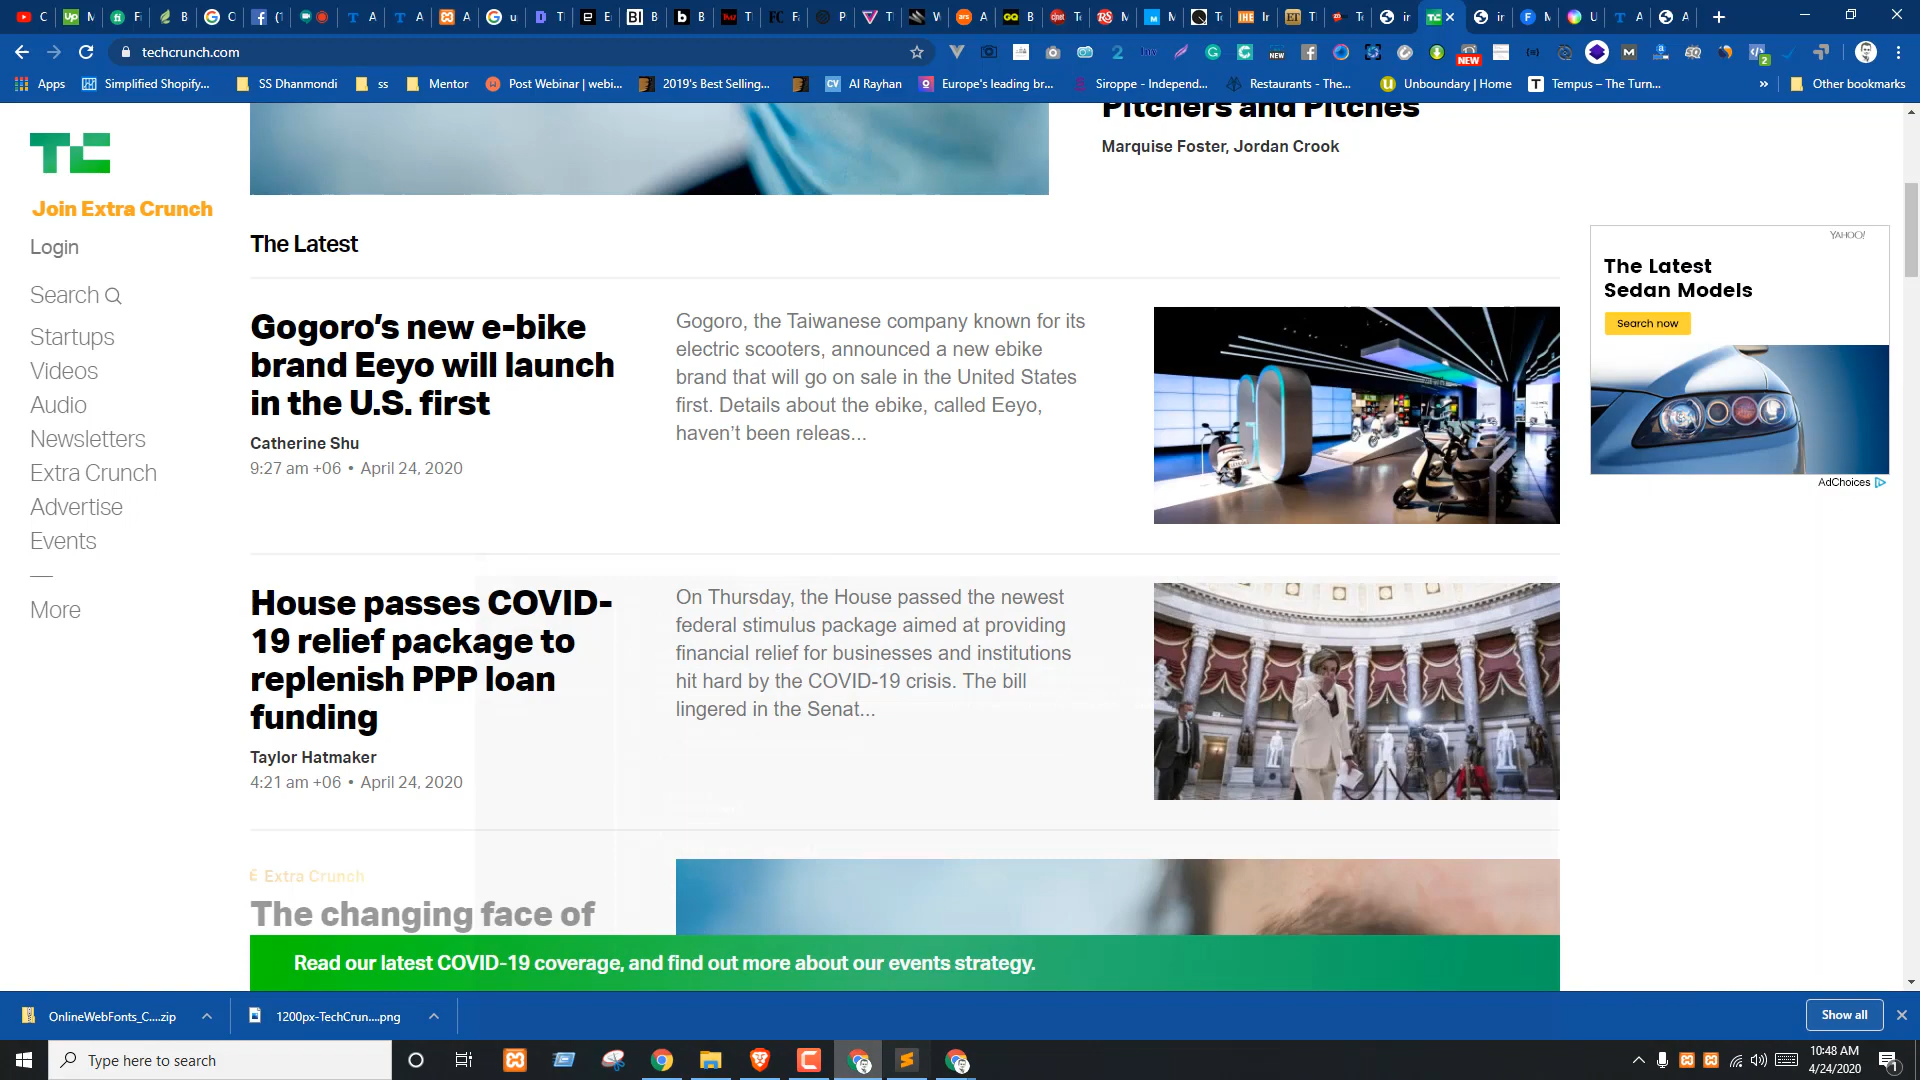 techcrunch.com
Apps
Simplified Shopify...
SS Dhanmondi
ss
Mentor
Post Webinar | webi...
2019's Best Selling...
CV
Al Rayhan
Europe's leading br...
Siroppe - Independ...
Restaurants - The...
Unboundary | Home
Tempus – The Turn...
Other bookmarks
Join Extra Crunch
Login
Search
Startups
Videos
Audio
Newsletters
Extra Crunch
Advertise
Events
More
Pitchers and Pitches
Marquise Foster, Jordan Crook
The Latest
Gogoro's new e-bike
brand Eeyo will launch
in the U.S. first
Catherine Shu
9:27 am +06 • April 24, 2020
Gogoro, the Taiwanese company known for its
electric scooters, announced a new ebike
brand that will go on sale in the United States
first. Details about the ebike, called Eeyo,
haven't been releas...
House passes COVID-
19 relief package to
replenish PPP loan
funding
Taylor Hatmaker
4:21 am +06 • April 24, 2020
On Thursday, the House passed the newest
federal stimulus package aimed at providing
financial relief for businesses and institutions
hit hard by the COVID-19 crisis. The bill
lingered in the Senat...
Extra Crunch
The changing face of
Read our latest COVID-19 coverage, and find out more about our events strategy.
YAHOO!
The Latest
Sedan Models
Search now
AdChoices
OnlineWebFonts_C....zip
1200px-TechCrun....png
Show all
Type here to search
10:48 AM
4/24/2020